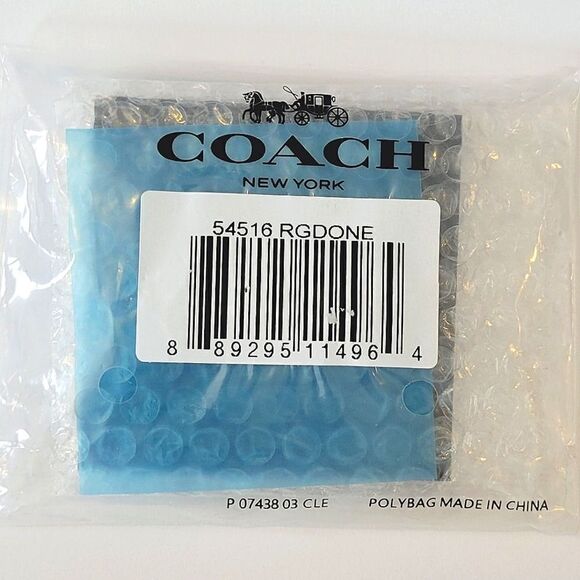 COACH
NEW YORK
54516 RGDONE
8 89295 11496 4
P 07438 03 CLE POLYBAG MADE IN CHINA